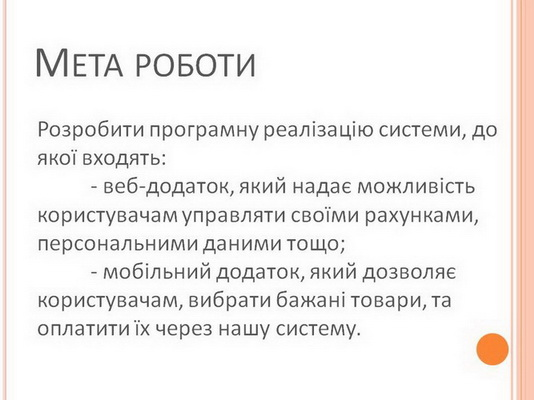 Мета роботи
Розробити програмну реалізацію системи, до
якої входять:
- веб-додаток, який надає можливість
користувачам управляти своїми рахунками,
персональними даними тощо;
- мобільний додаток, який дозволяє
користувачам, вибрати бажані товари, та
оплатити їх через нашу систему.